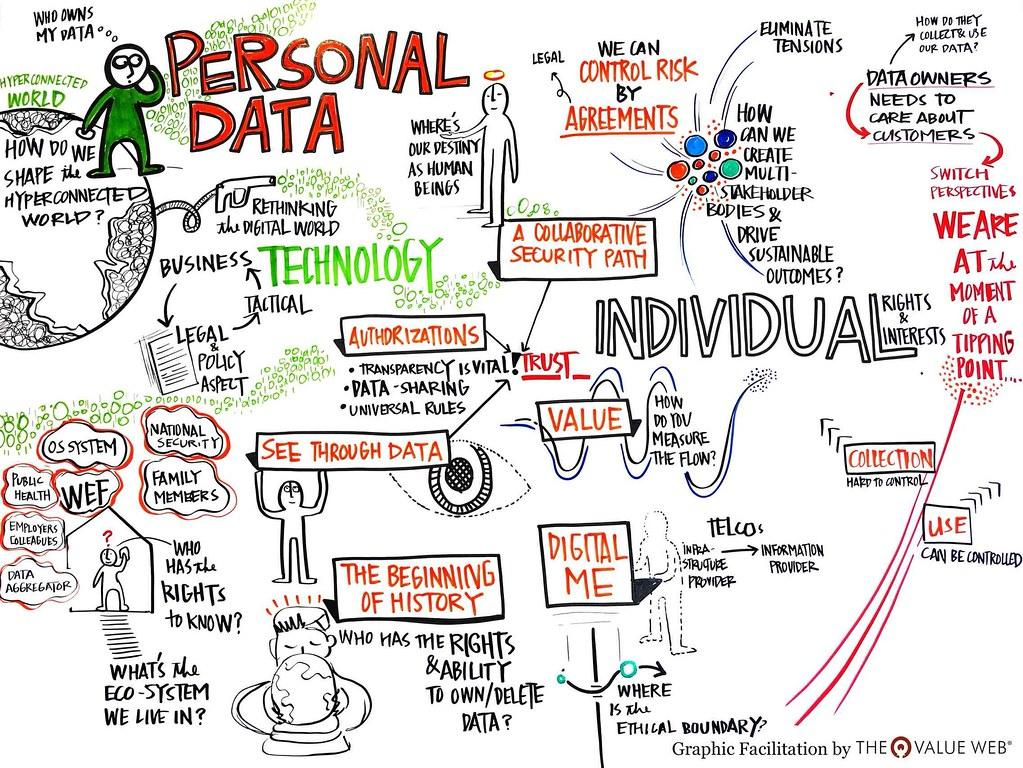 WHO OWNS
MY DATA...
PERSONAL
DATA
HYPERCONNECTED
WORLD
HOW DO WE
SHAPE the
HYPERCONNECTED
WORLD?
RETHINKING
the DIGITAL WORLD
BUSINESS
TECHNOLOGY
TACTICAL
LEGAL
&
POLICY
ASPECT
WHERE'S
OUR DESTINY
AS HUMAN
BEINGS
LEGAL
WE CAN
CONTROL RISK
BY
AGREEMENTS
A COLLABORATIVE
SECURITY PATH
ELIMINATE
TENSIONS
HOW
CAN WE
CREATE
MULTI-
STAKEHOLDER
BODIES &
DRIVE
SUSTAINABLE
OUTCOMES?
HOW DO THEY
COLLECT & USE
OUR DATA?
DATA OWNERS
NEEDS TO
CARE ABOUT
CUSTOMERS
SWITCH
PERSPECTIVES
WE ARE
AT the
MOMENT
OF A
TIPPING
POINT...
INDIVIDUAL
RIGHTS
&
INTERESTS
AUTHORIZATIONS
• TRANSPARENCY IS VITAL!
• DATA-SHARING
• UNIVERSAL RULES
TRUST
VALUE
HOW
DO YOU
MEASURE
THE FLOW?
COLLECTION
HARD TO CONTROL
USE
CAN BE CONTROLLED
SEE THROUGH DATA
OS SYSTEM
NATIONAL
SECURITY
PUBLIC
HEALTH
WEF
FAMILY
MEMBERS
EMPLOYERS
COLLEAGUES
DATA
AGGREGATOR
?
WHO
HAS the
RIGHTS
to KNOW?
WHAT'S the
ECO-SYSTEM
WE LIVE IN?
THE BEGINNING
OF HISTORY
WHO HAS THE RIGHTS
& ABILITY
TO OWN/DELETE
DATA?
DIGITAL
ME
TELCOs
INFRA-
STRUTURE
PROVIDER
INFORMATION
PROVIDER
WHERE
IS the
ETHICAL BOUNDARY?
Graphic Facilitation by THE VALUE WEB®